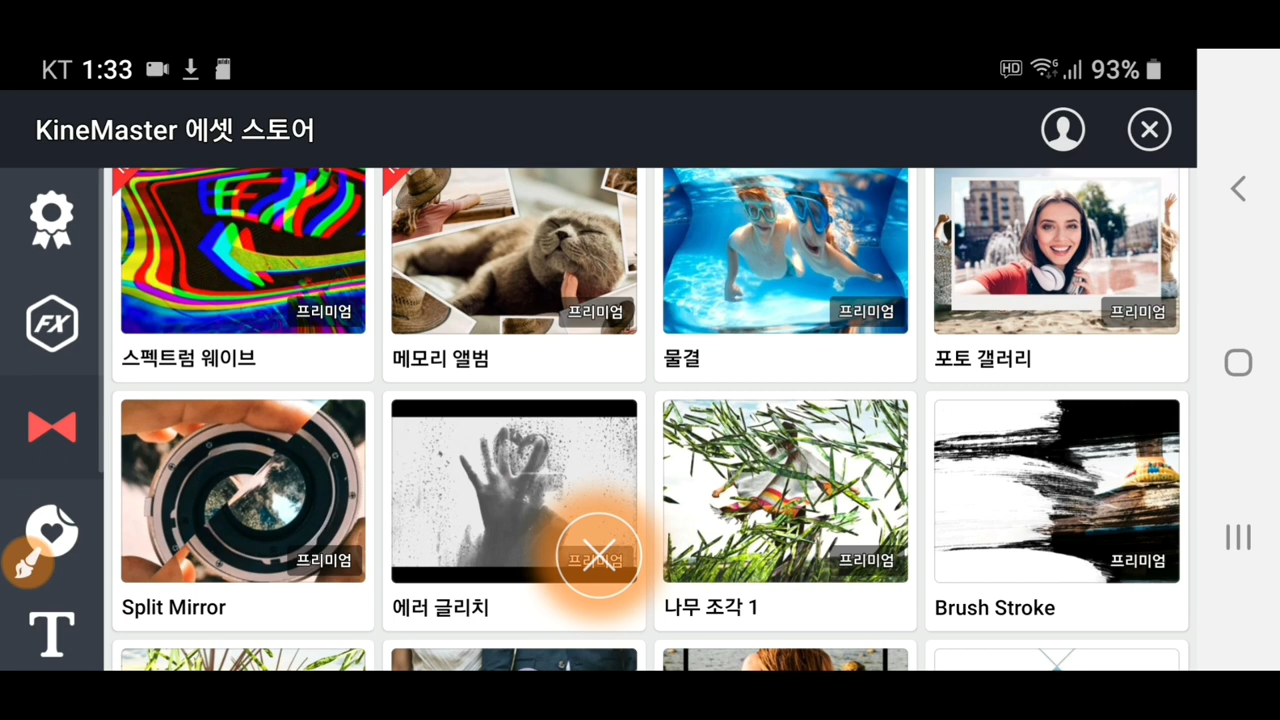 KT 1:33
HD 6 93%
KineMaster 에셋 스토어
FX
T
프리미엄
프리미엄
프리미엄
프리미엄
스펙트럼 웨이브
메모리 앨범
물결
포토 갤러리
프리미엄
프리미엄
프리미엄
프리미엄
Split Mirror
에러 글리치
나무 조각 1
Brush Stroke